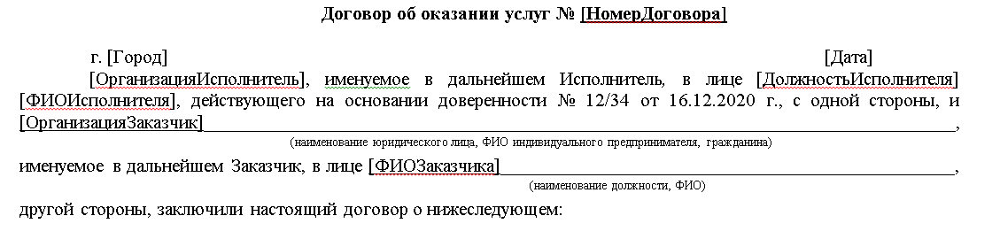 Договор об оказании услуг № [НомерДоговора]
г. [Город] [Дата]
[ОрганизацияИсполнитель], именуемое в дальнейшем Исполнитель, в лице [ДолжностьИсполнителя]
[ФИОИсполнителя], действующего на основании доверенности № 12/34 от 16.12.2020 г., с одной стороны, и
[ОрганизацияЗаказчик]____________________,
(наименование юридического лица, ФИО индивидуального предпринимателя, гражданина)
именуемое в дальнейшем Заказчик, в лице [ФИОЗаказчика]____________________,
(наименование должности, ФИО)
другой стороны, заключили настоящий договор о нижеследующем: